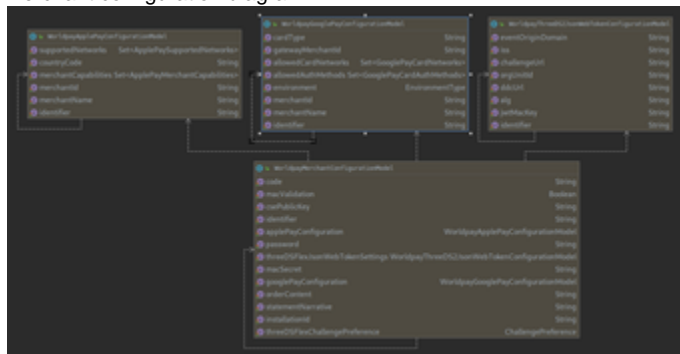 WorldpayApplePayConfigurationModel
supportedNetworks Set<ApplePaySupportedNetworks>
countryCode String
merchantCapabilities Set<ApplePayMerchantCapabilities>
merchantId String
merchantName String
identifier String
WorldpayGooglePayConfigurationModel
cardType String
gatewayMerchantId String
allowedCardNetworks Set<GooglePayCardNetworks>
allowedAuthMethods Set<GooglePayCardAuthMethods>
environment EnvironmentType
merchantId String
merchantName String
identifier String
WorldpayThreeDS2JsonWebTokenConfigurationModel
eventOriginDomain String
iss String
challengeUrl String
orgUnitId String
ddcUrl String
alg String
jwtMacKey String
identifier String
WorldpayMerchantConfigurationModel
code String
macValidation Boolean
csePublicKey String
identifier String
applePayConfiguration WorldpayApplePayConfigurationModel
password String
threeDSFlexJsonWebTokenSettings WorldpayThreeDS2JsonWebTokenConfigurationModel
macSecret String
googlePayConfiguration WorldpayGooglePayConfigurationModel
orderContent String
statementNarrative String
installationId String
threeDSFlexChallengePreference ChallengePreference